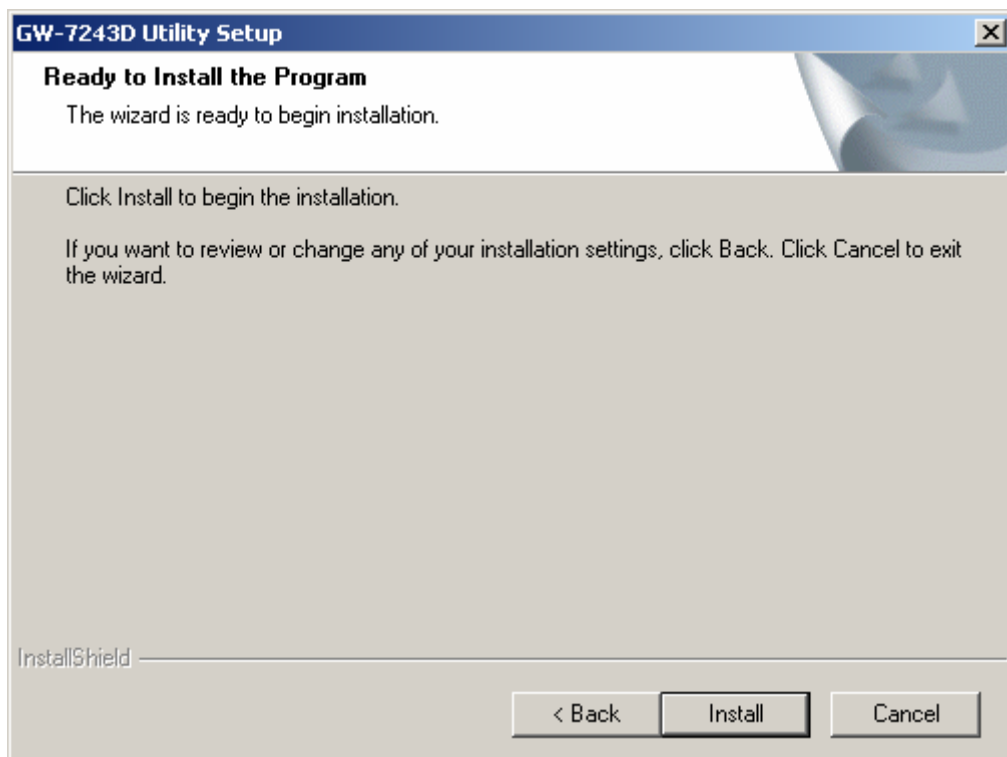 GW-7243D Utility Setup
Ready to Install the Program
The wizard is ready to begin installation.
Click Install to begin the installation.
If you want to review or change any of your installation settings, click Back. Click Cancel to exit
the wizard.
InstallShield
< Back Install Cancel